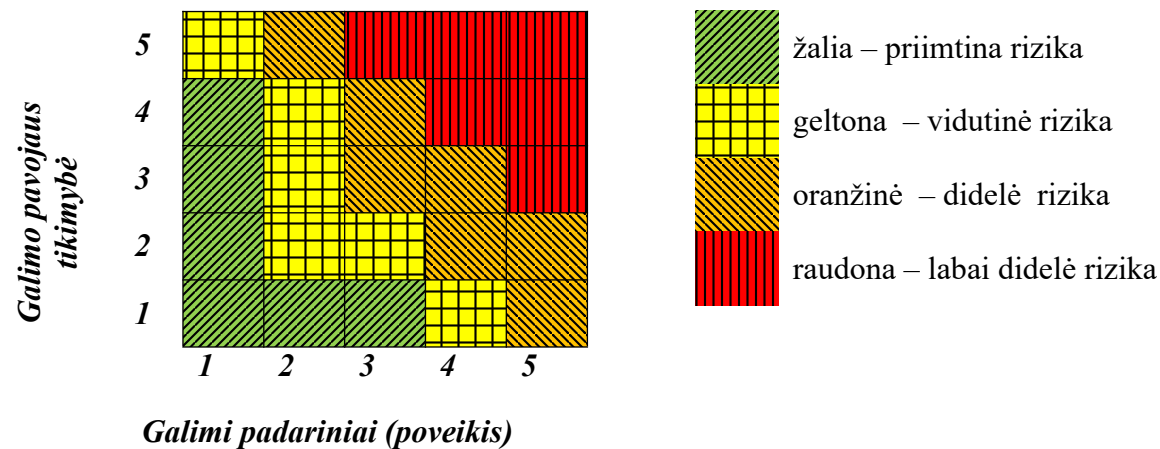 Galimo pavojaus
tikimybė
5
4
3
2
1
1 2 3 4 5
Galimi padariniai (poveikis)
žalia – priimtina rizika
geltona – vidutinė rizika
oranžinė – didelė rizika
raudona – labai didelė rizika